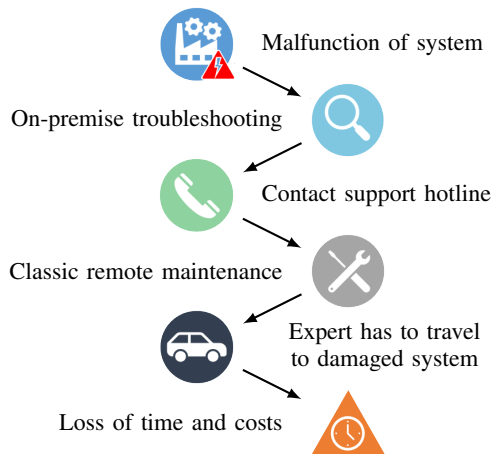 Malfunction of system
On-premise troubleshooting
Contact support hotline
Classic remote maintenance
Expert has to travel
to damaged system
Loss of time and costs